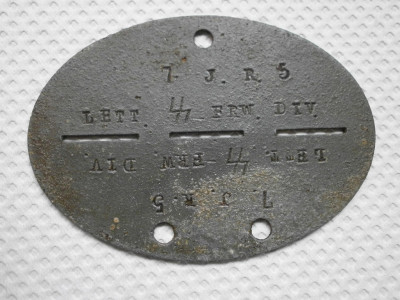 7 J. R. 5
LETT. ᛋᛋ FRW. DIV.
LETT. ᛋᛋ FRW. DIV
7. J. R. 5